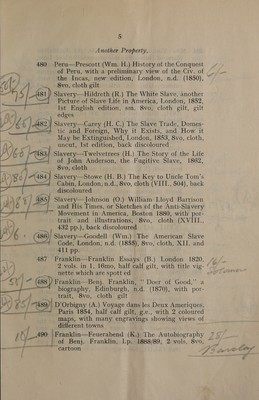 5
Another Property.
480 Peru—Prescott (Wm. H.) History of the Conquest
of Peru, with a preliminary view of the Civ. of
the Incas, new edition, London, n.d. (1850),
8vo, cloth gilt
481 Slavery—Hildreth (R.) The White Slave, another
Picture of Slave Life in America, London, 1852,
1st English edition, sm. 8vo, cloth gilt, gilt
edges
482 Slavery—Carey (H. C.) The Slave Trade, Domes-
tic and Foreign, Why it Exists, and How it
May be Extinguished, London, 1853, 8vo, cloth,
uncut, 1st edition, back discoloured
483 Slavery—Twelvetrees (H.) The Story of the Life
of John Anderson, the Fugitive Slave, 1862,
8vo, cloth
484 Slavery—Stowe (H. B.) The Key to Uncle Tom's
Cabin, London, n.d., 8vo, cloth (VIII., 504), back
discoloured
485 Slavery—Johnson (O.) William Lloyd Garrison
and His Times, or Sketches of the Anti-Slavery
Movement in America, Boston 1880, with por-
trait and illustrations, 8vo, cloth (XVIII.,
432 pp.), back discoloured
486 Slavery—Goodell (Wm.) The American Slave
Code, London, n.d. (1853), 8vo, cloth, XII. and
411 pp.
487 Franklin—Franklin Essays (B.) London 1820,
2 vols. in 1, 16mo, half calf gilt, with title vig-
nette which are spotted
488 Franklin—Benj. Franklin, "Doer of Good," a
biography, Edinburgh, n.d. (1870), with por-
trait, 8vo, cloth gilt
489 D'Orbigny (A.) Voyage dans les Deux Ameriques,
Paris 1854, half calf gilt, g.e., with 2 coloured
maps, with many engravings showing views of
different towns
490 Franklin—Feuerabend (K.) The Autobiography
of Benj. Franklin, Lp. 1888/89, 2 vols. 8vo,
cartoon
Barclay